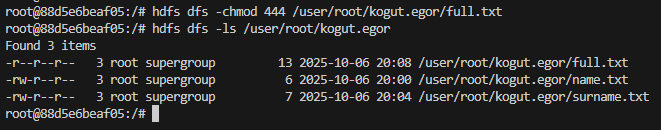 root@88d5e6beaf05:/# hdfs dfs -chmod 444 /user/root/kogut.egor/full.txt
root@88d5e6beaf05:/# hdfs dfs -ls /user/root/kogut.egor
Found 3 items
-r--r--r--   3 root supergroup         13 2025-10-06 20:08 /user/root/kogut.egor/full.txt
-rw-r--r--   3 root supergroup          6 2025-10-06 20:00 /user/root/kogut.egor/name.txt
-rw-r--r--   3 root supergroup          7 2025-10-06 20:04 /user/root/kogut.egor/surname.txt
root@88d5e6beaf05:/#